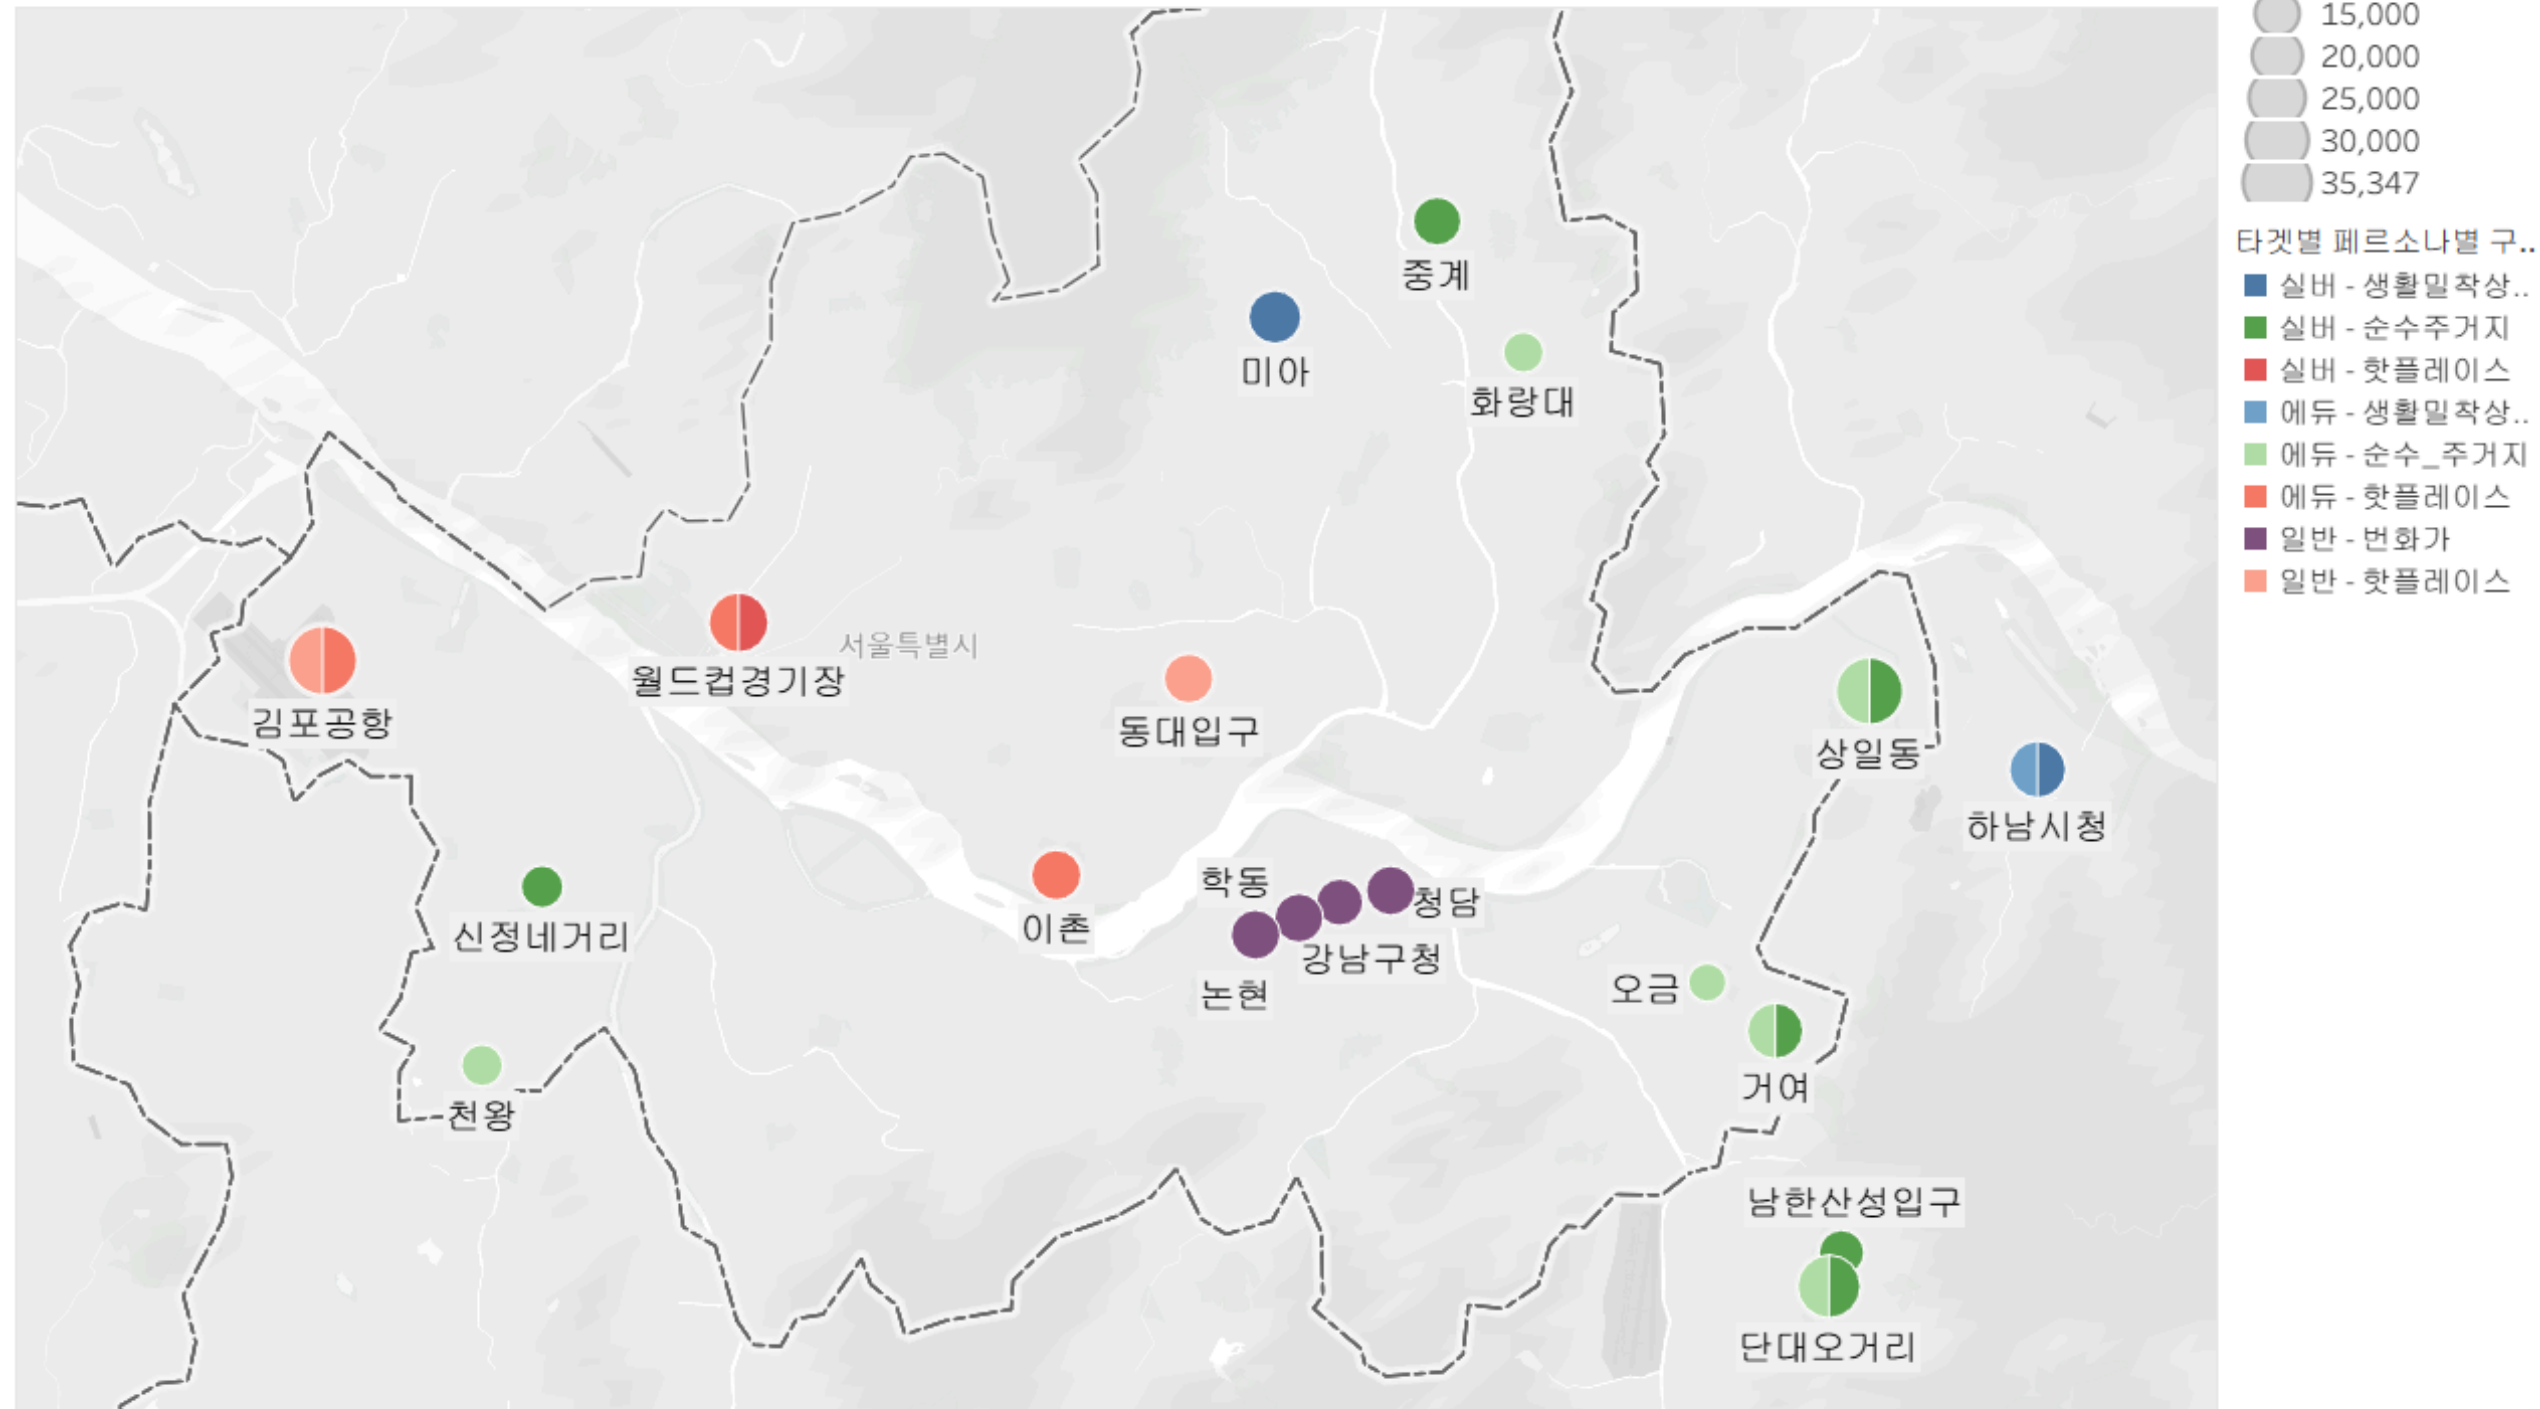 15,000
20,000
25,000
30,000
35,347
타겟별 페르소나별 구..
실버 - 생활밀착상..
실버 - 순수주거지
실버 - 핫플레이스
에듀 - 생활밀착상..
에듀 - 순수_주거지
에듀 - 핫플레이스
일반 - 번화가
일반 - 핫플레이스
중계
미아
화랑대
서울특별시
월드컵경기장
김포공항
동대입구
상일동
하남시청
학동
청담
이촌
신정네거리
강남구청
논현
오금
거여
천왕
남한산성입구
단대오거리